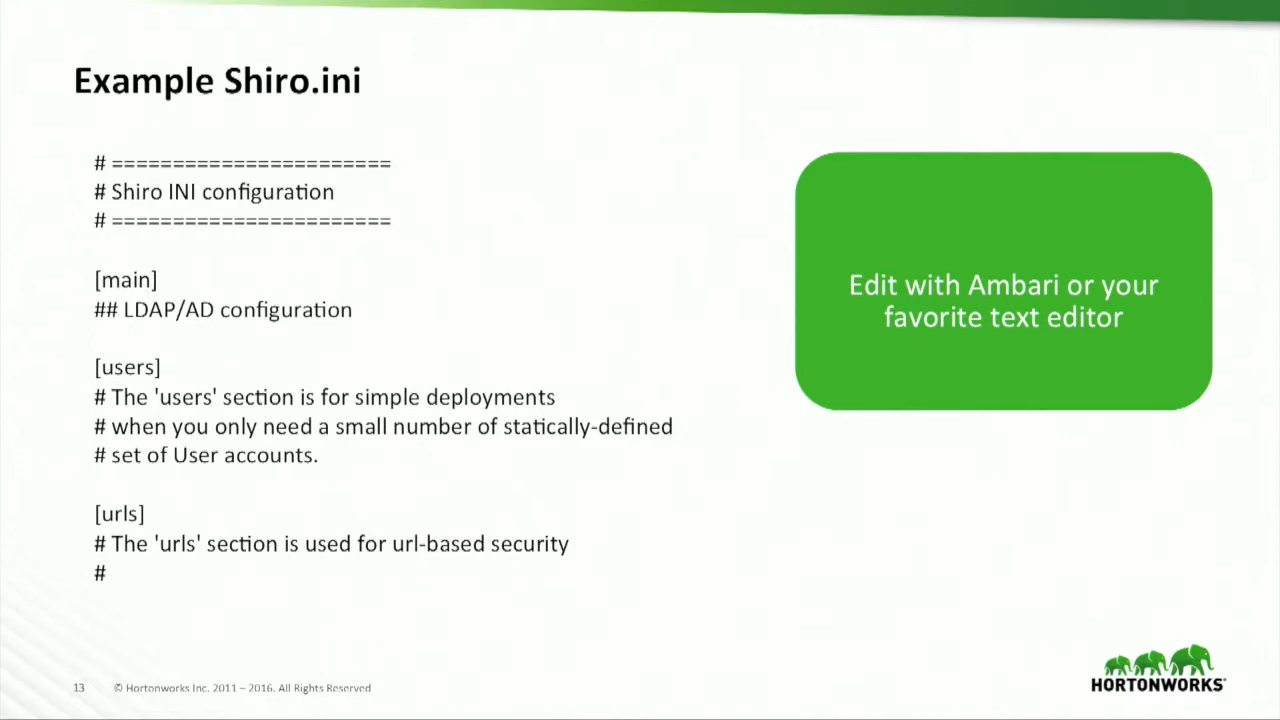 Example Shiro.ini
# =======================
# Shiro INI configuration
# =======================
[main]
## LDAP/AD configuration
[users]
# The 'users' section is for simple deployments
# when you only need a small number of statically-defined
# set of User accounts.
[urls]
# The 'urls' section is used for url-based security
#
Edit with Ambari or your
favorite text editor
13 © Hortonworks Inc. 2011 – 2016. All Rights Reserved
HORTONWORKS